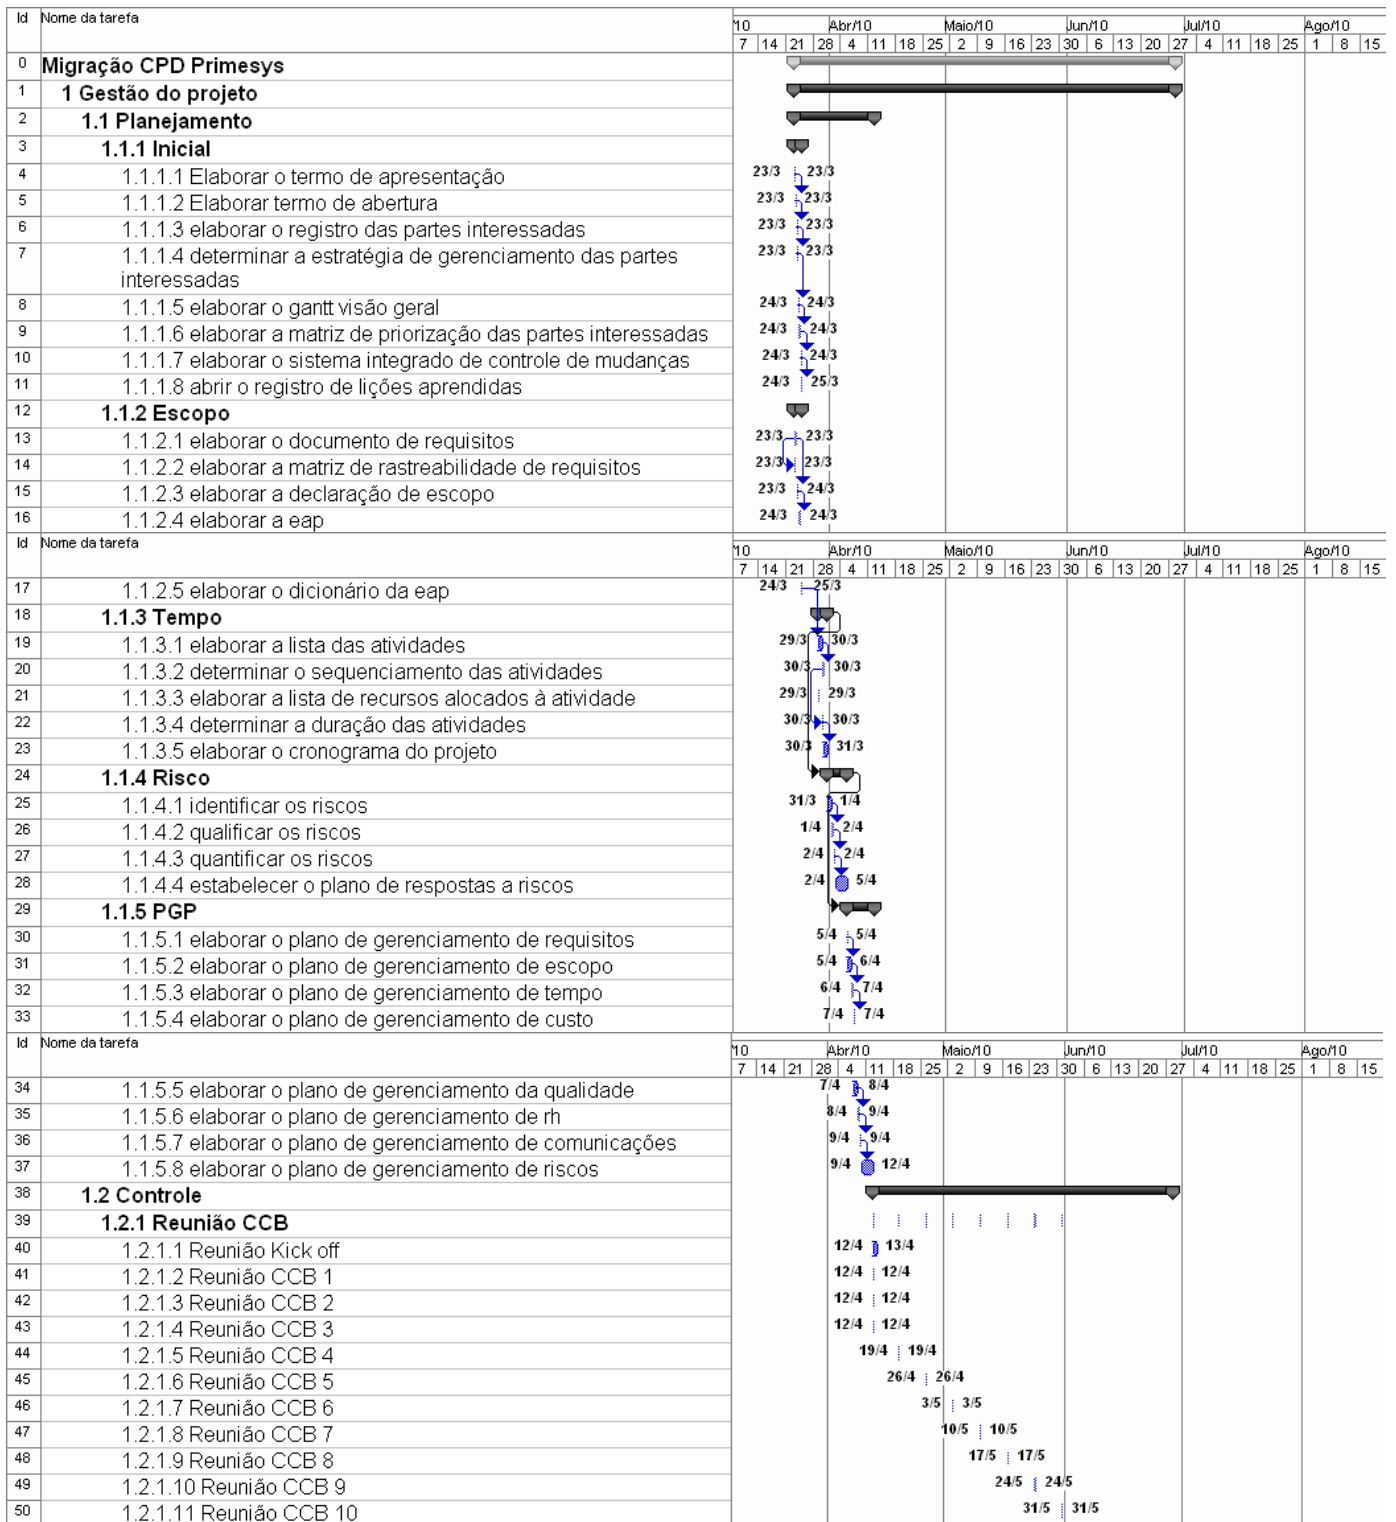 Id Nome da tarefa
'10 Abr/10 Maio/10 Jun/10 Jul/10 Ago/10
7 14 21 28 4 11 18 25 2 9 16 23 30 6 13 20 27 4 11 18 25 1 8 15
0 Migração CPD Primesys
1 1 Gestão do projeto
2 1.1 Planejamento
3 1.1.1 Inicial
4 1.1.1.1 Elaborar o termo de apresentação 23/3 23/3
5 1.1.1.2 Elaborar termo de abertura 23/3 23/3
6 1.1.1.3 elaborar o registro das partes interessadas 23/3 23/3
7 1.1.1.4 determinar a estratégia de gerenciamento das partes 23/3 23/3
interessadas
8 1.1.1.5 elaborar o gantt visão geral 24/3 24/3
9 1.1.1.6 elaborar a matriz de priorização das partes interessadas 24/3 24/3
10 1.1.1.7 elaborar o sistema integrado de controle de mudanças 24/3 24/3
11 1.1.1.8 abrir o registro de lições aprendidas 24/3 25/3
12 1.1.2 Escopo
13 1.1.2.1 elaborar o documento de requisitos 23/3 23/3
14 1.1.2.2 elaborar a matriz de rastreabilidade de requisitos 23/3 23/3
15 1.1.2.3 elaborar a declaração de escopo 23/3 24/3
16 1.1.2.4 elaborar a eap 24/3 24/3
Id Nome da tarefa
'10 Abr/10 Maio/10 Jun/10 Jul/10 Ago/10
7 14 21 28 4 11 18 25 2 9 16 23 30 6 13 20 27 4 11 18 25 1 8 15
17 1.1.2.5 elaborar o dicionário da eap 24/3 25/3
18 1.1.3 Tempo
19 1.1.3.1 elaborar a lista das atividades 29/3 30/3
20 1.1.3.2 determinar o sequenciamento das atividades 30/3 30/3
21 1.1.3.3 elaborar a lista de recursos alocados à atividade 29/3 29/3
22 1.1.3.4 determinar a duração das atividades 30/3 30/3
23 1.1.3.5 elaborar o cronograma do projeto 30/3 31/3
24 1.1.4 Risco
25 1.1.4.1 identificar os riscos 31/3 1/4
26 1.1.4.2 qualificar os riscos 1/4 2/4
27 1.1.4.3 quantificar os riscos 2/4 2/4
28 1.1.4.4 estabelecer o plano de respostas a riscos 2/4 5/4
29 1.1.5 PGP
30 1.1.5.1 elaborar o plano de gerenciamento de requisitos 5/4 5/4
31 1.1.5.2 elaborar o plano de gerenciamento de escopo 5/4 6/4
32 1.1.5.3 elaborar o plano de gerenciamento de tempo 6/4 7/4
33 1.1.5.4 elaborar o plano de gerenciamento de custo 7/4 7/4
Id Nome da tarefa
'10 Abr/10 Maio/10 Jun/10 Jul/10 Ago/10
7 14 21 28 4 11 18 25 2 9 16 23 30 6 13 20 27 4 11 18 25 1 8 15
34 1.1.5.5 elaborar o plano de gerenciamento da qualidade 7/4 8/4
35 1.1.5.6 elaborar o plano de gerenciamento de rh 8/4 9/4
36 1.1.5.7 elaborar o plano de gerenciamento de comunicações 9/4 9/4
37 1.1.5.8 elaborar o plano de gerenciamento de riscos 9/4 12/4
38 1.2 Controle
39 1.2.1 Reunião CCB
40 1.2.1.1 Reunião Kick off 12/4 13/4
41 1.2.1.2 Reunião CCB 1 12/4 12/4
42 1.2.1.3 Reunião CCB 2 12/4 12/4
43 1.2.1.4 Reunião CCB 3 12/4 12/4
44 1.2.1.5 Reunião CCB 4 19/4 19/4
45 1.2.1.6 Reunião CCB 5 26/4 26/4
46 1.2.1.7 Reunião CCB 6 3/5 3/5
47 1.2.1.8 Reunião CCB 7 10/5 10/5
48 1.2.1.9 Reunião CCB 8 17/5 17/5
49 1.2.1.10 Reunião CCB 9 24/5 24/5
50 1.2.1.11 Reunião CCB 10 31/5 31/5